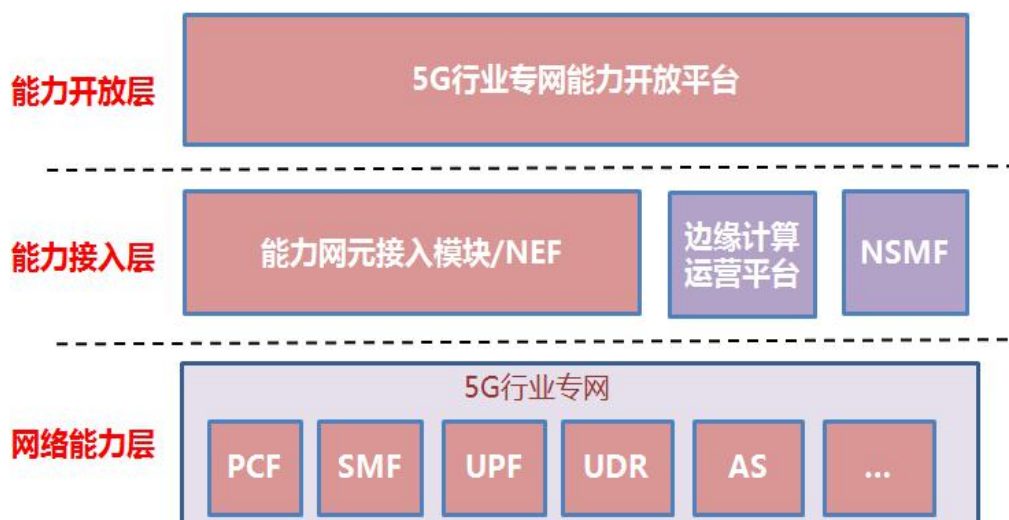 5G行业专网能力开放平台
能力开放层
能力网元接入模块/NEF
边缘计算
运营平台
NSMF
能力接入层
5G行业专网
网络能力层
PCF
SMF
UPF
UDR
AS
...